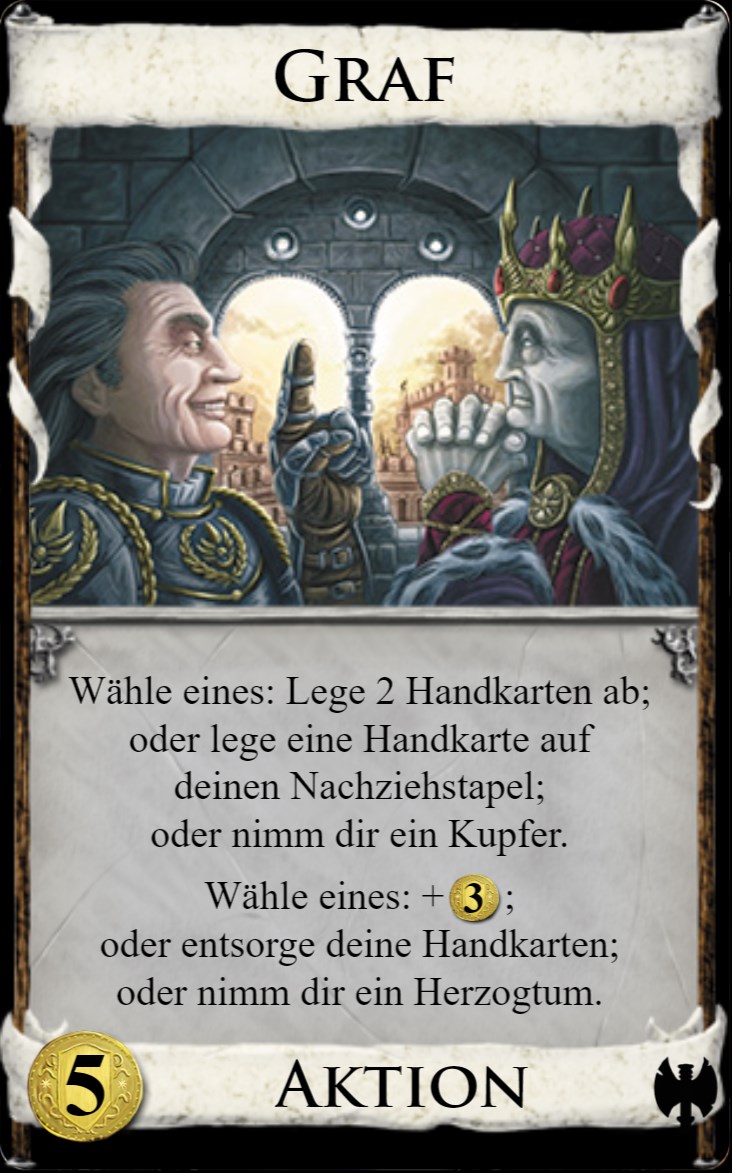 Graf
Wähle eines: Lege 2 Handkarten ab;
oder lege eine Handkarte auf
deinen Nachziehstapel;
oder nimm dir ein Kupfer.
Wähle eines: +3;
oder entsorge deine Handkarten;
oder nimm dir ein Herzogtum.
5 Aktion